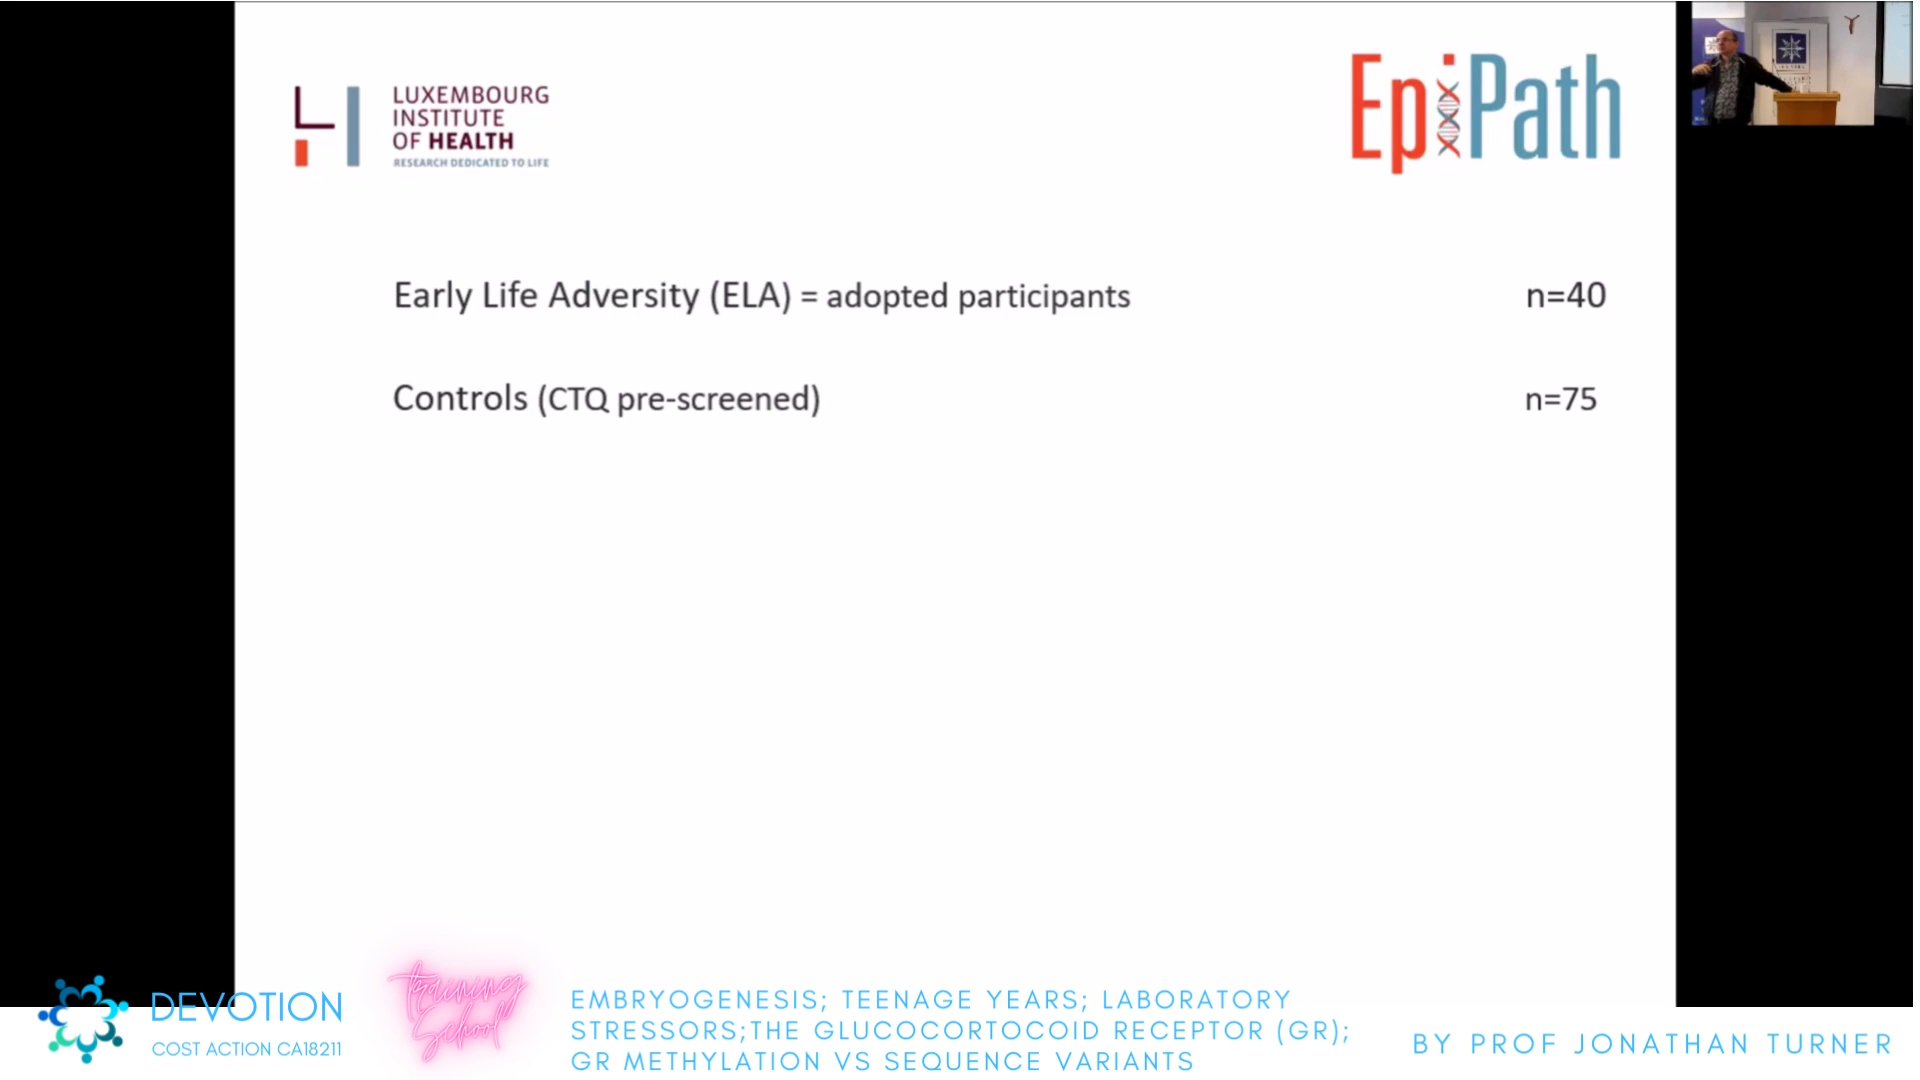 LUXEMBOURG
INSTITUTE
OF HEALTH
RESEARCH DEDICATED TO LIFE
EpiPath
Early Life Adversity (ELA) = adopted participants n=40
Controls (CTQ pre-screened) n=75
DEVOTION
COST ACTION CA18211
Training
School
EMBRYOGENESIS; TEENAGE YEARS; LABORATORY
STRESSORS;THE GLUCOCORTOCOID RECEPTOR (GR);
GR METHYLATION VS SEQUENCE VARIANTS
BY PROF JONATHAN TURNER